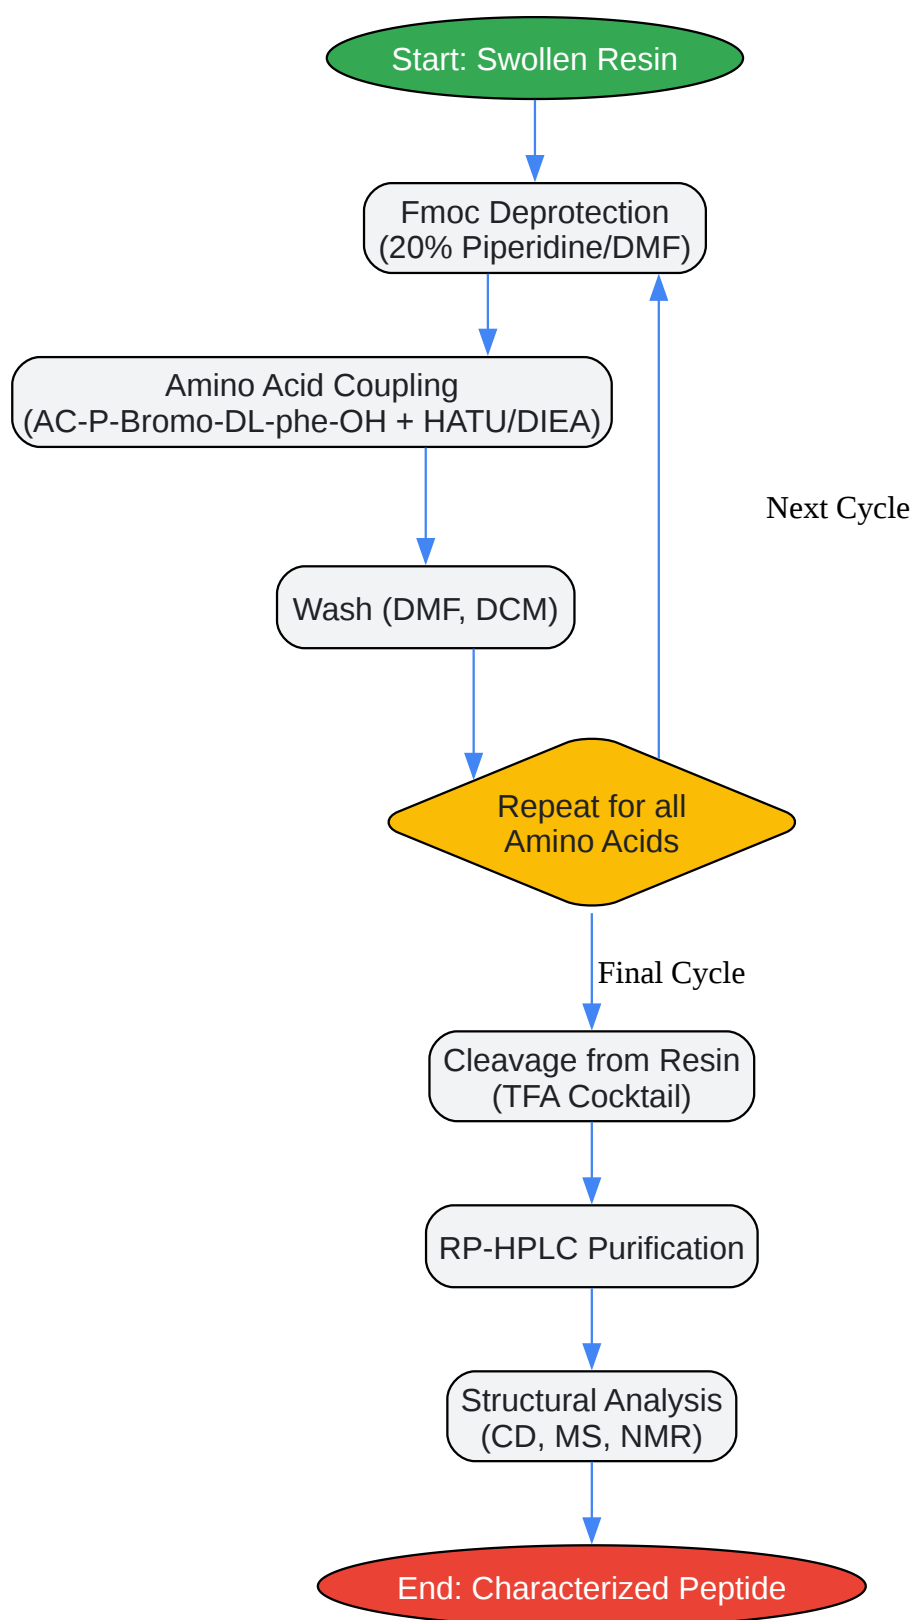 Start: Swollen Resin
Fmoc Deprotection
(20% Piperidine/DMF)
Amino Acid Coupling
(AC-P-Bromo-DL-phe-OH + HATU/DIEA)
Next Cycle
Wash (DMF, DCM)
Repeat for all
Amino Acids
Final Cycle
Cleavage from Resin
(TFA Cocktail)
RP-HPLC Purification
Structural Analysis
(CD, MS, NMR)
End: Characterized Peptide